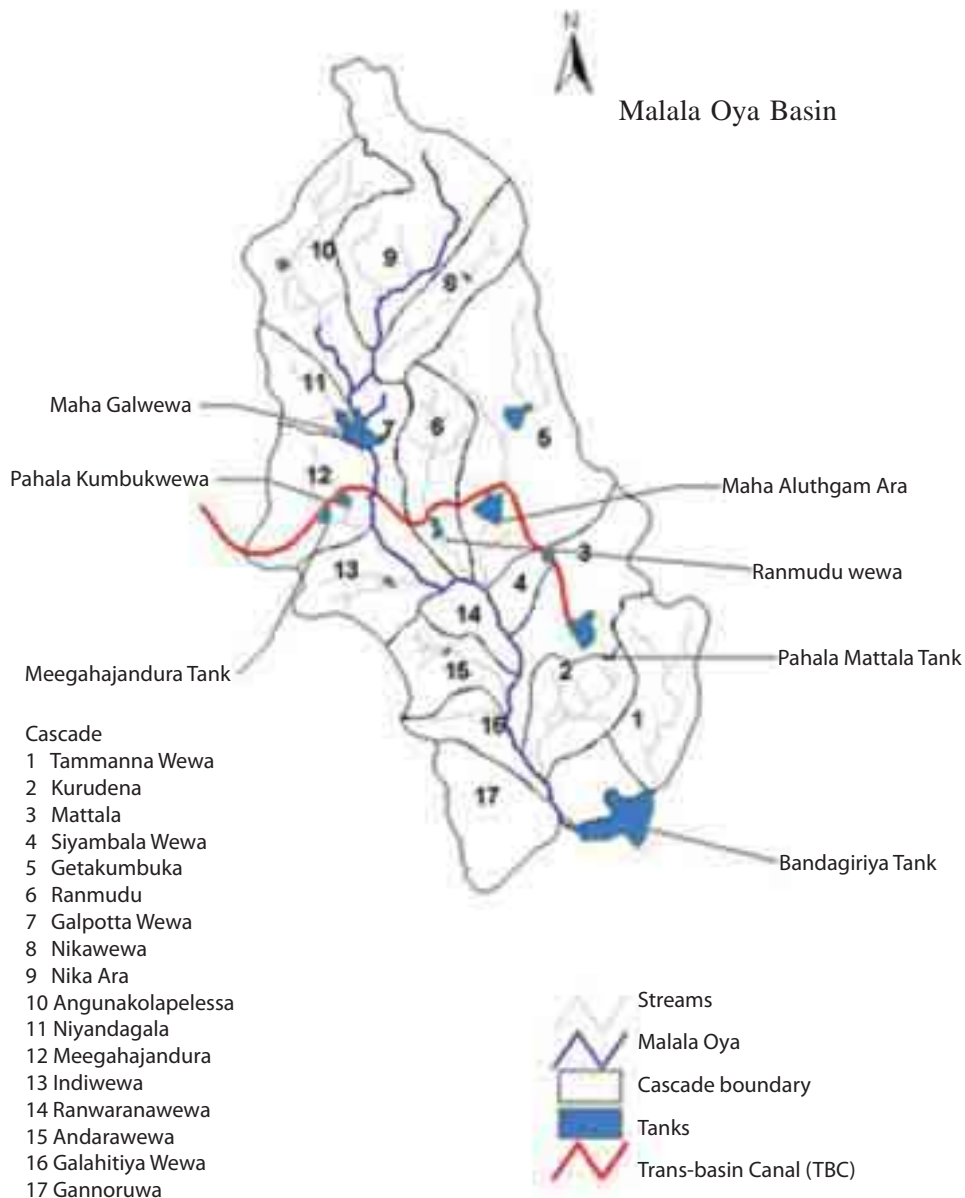 N
Malala Oya Basin
10
9
8
11
Maha Galwewa
7
6
5
Pahala Kumbukwewa
12
Maha Aluthgam Ara
3
Ranmudu wewa
13
4
14
Meegahajandura Tank
15
2
Pahala Mattala Tank
16
1
17
Bandagiriya Tank
Cascade
1 Tammanna Wewa
2 Kurudena
3 Mattala
4 Siyambala Wewa
5 Getakumbuka
6 Ranmudu
7 Galpotta Wewa
8 Nikawewa
9 Nika Ara
10 Angunakolapelessa
11 Niyandagala
12 Meegahajandura
13 Indiwewa
14 Ranwaranawewa
15 Andarawewa
16 Galahitiya Wewa
17 Gannoruwa
Streams
Malala Oya
Cascade boundary
Tanks
Trans-basin Canal (TBC)